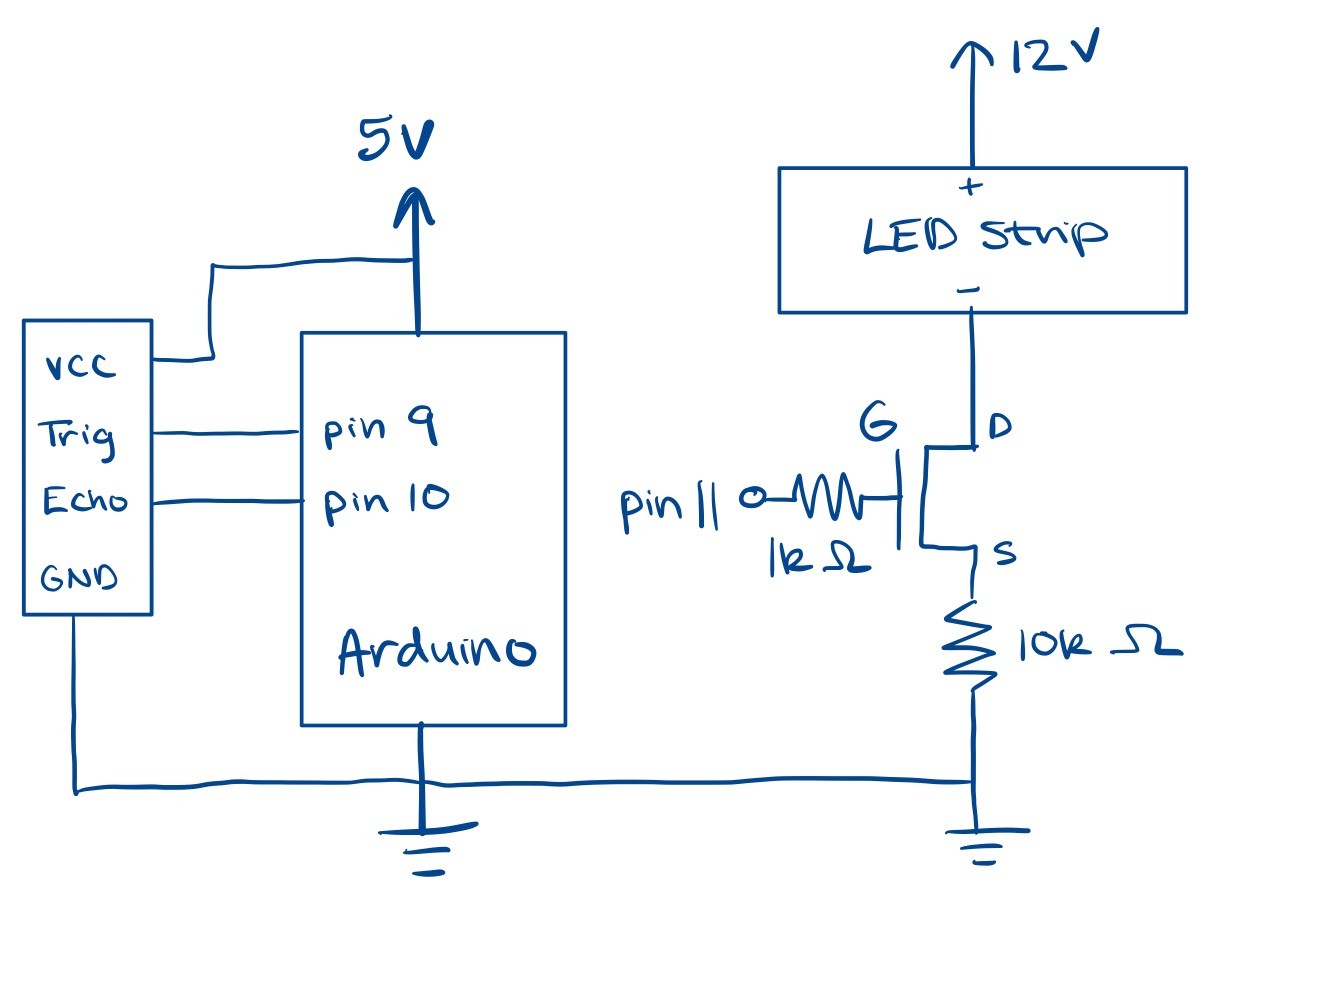 12V
5V
+
LED Strip
-
VCC
Trig
Echo
GND
pin 9
pin 10
Arduino
G
D
pin 11
1k Ω
S
10k Ω